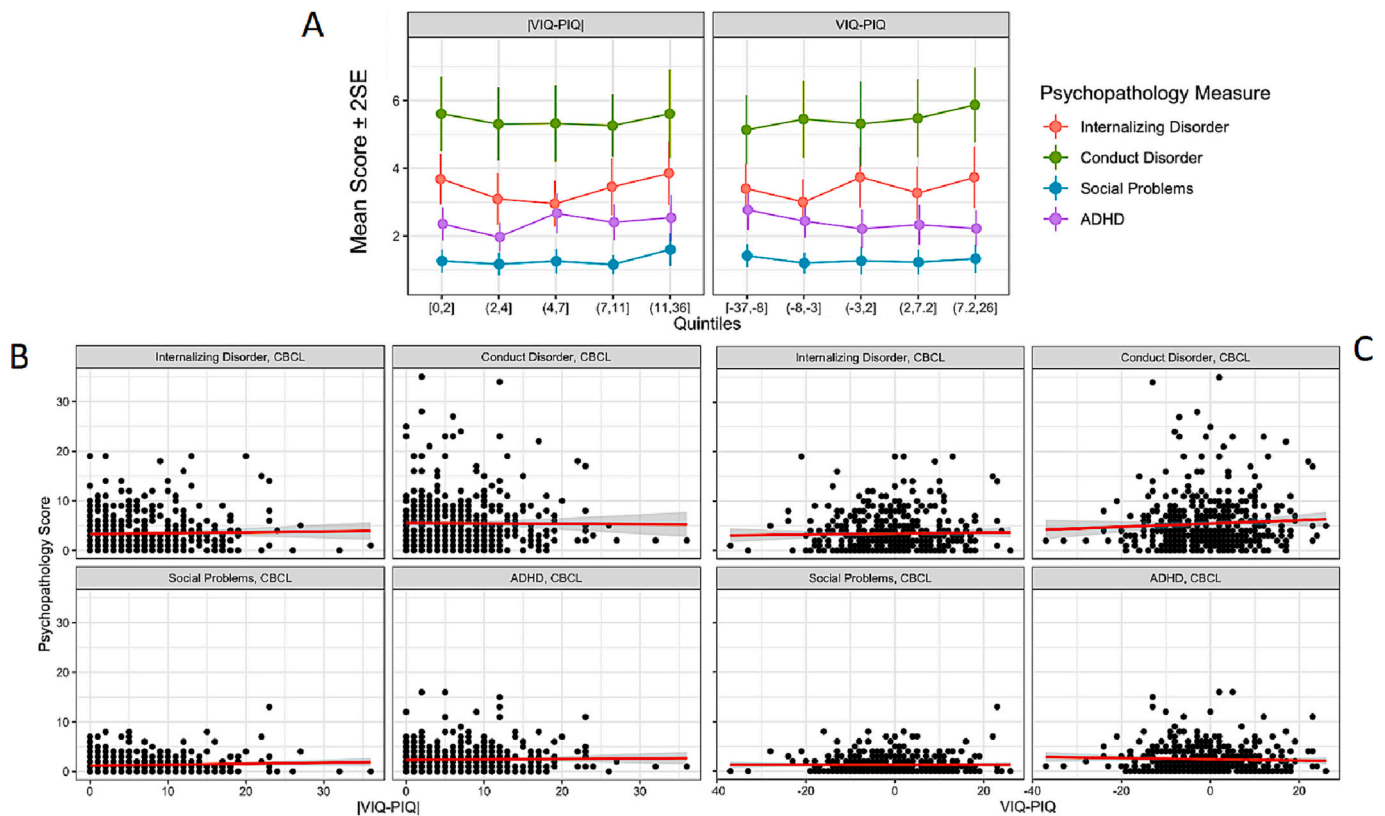 A
|VIQ-PIQ|
VIQ-PIQ
Mean Score ± 2SE
6
4
2
[0,2]
(2,4]
(4,7]
(7,11]
(11,36]
[-37,-8]
(-8,-3]
(-3,2]
(2,7.2]
(7.2,26]
Quintiles
Psychopathology Measure
Internalizing Disorder
Conduct Disorder
Social Problems
ADHD
B
Internalizing Disorder, CBCL
Conduct Disorder, CBCL
Social Problems, CBCL
ADHD, CBCL
Psychopathology Score
30
20
10
0
30
20
10
0
0
10
20
30
0
10
20
30
|VIQ-PIQ|
C
Internalizing Disorder, CBCL
Conduct Disorder, CBCL
Social Problems, CBCL
ADHD, CBCL
40
-20
0
20
-40
-20
0
20
VIQ-PIQ